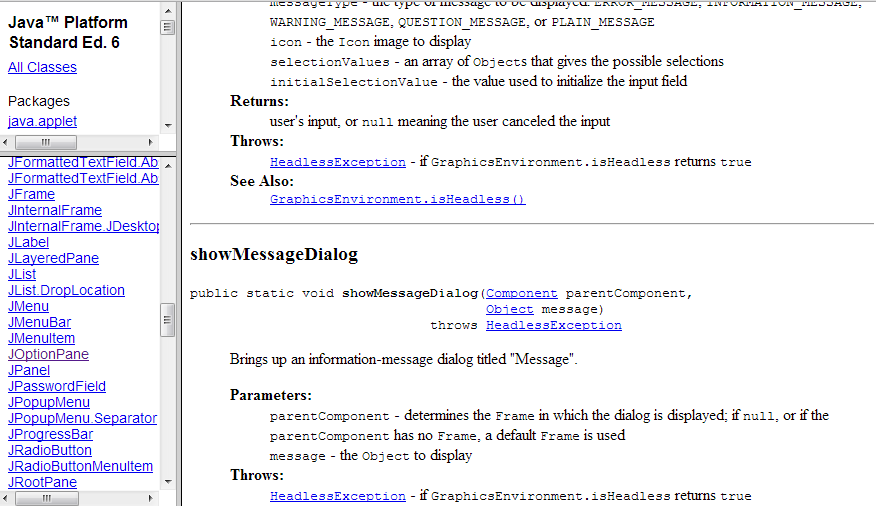 Java™ Platform
Standard Ed. 6
All Classes
Packages
java.applet
JFormattedTextField.Ab
JFormattedTextField.Ab
JFrame
JInternalFrame
JInternalFrame.JDesktop
JLabel
JLayeredPane
JList
JList.DropLocation
JMenu
JMenuBar
JMenuItem
JOptionPane
JPanel
JPasswordField
JPopupMenu
JPopupMenu.Separator
JProgressBar
JRadioButton
JRadioButtonMenuItem
JRootPane
messageType - the type of message to be displayed: ERROR_MESSAGE, INFORMATION_MESSAGE,
WARNING_MESSAGE, QUESTION_MESSAGE, or PLAIN_MESSAGE
icon - the Icon image to display
selectionValues - an array of Objects that gives the possible selections
initialSelectionValue - the value used to initialize the input field
Returns:
user's input, or null meaning the user canceled the input
Throws:
HeadlessException - if GraphicsEnvironment.isHeadless returns true
See Also:
GraphicsEnvironment.isHeadless()
showMessageDialog
public static void showMessageDialog(Component parentComponent,
Object message)
throws HeadlessException
Brings up an information-message dialog titled "Message".
Parameters:
parentComponent - determines the Frame in which the dialog is displayed; if null, or if the
parentComponent has no Frame, a default Frame is used
message - the Object to display
Throws:
HeadlessException - if GraphicsEnvironment.isHeadless returns true